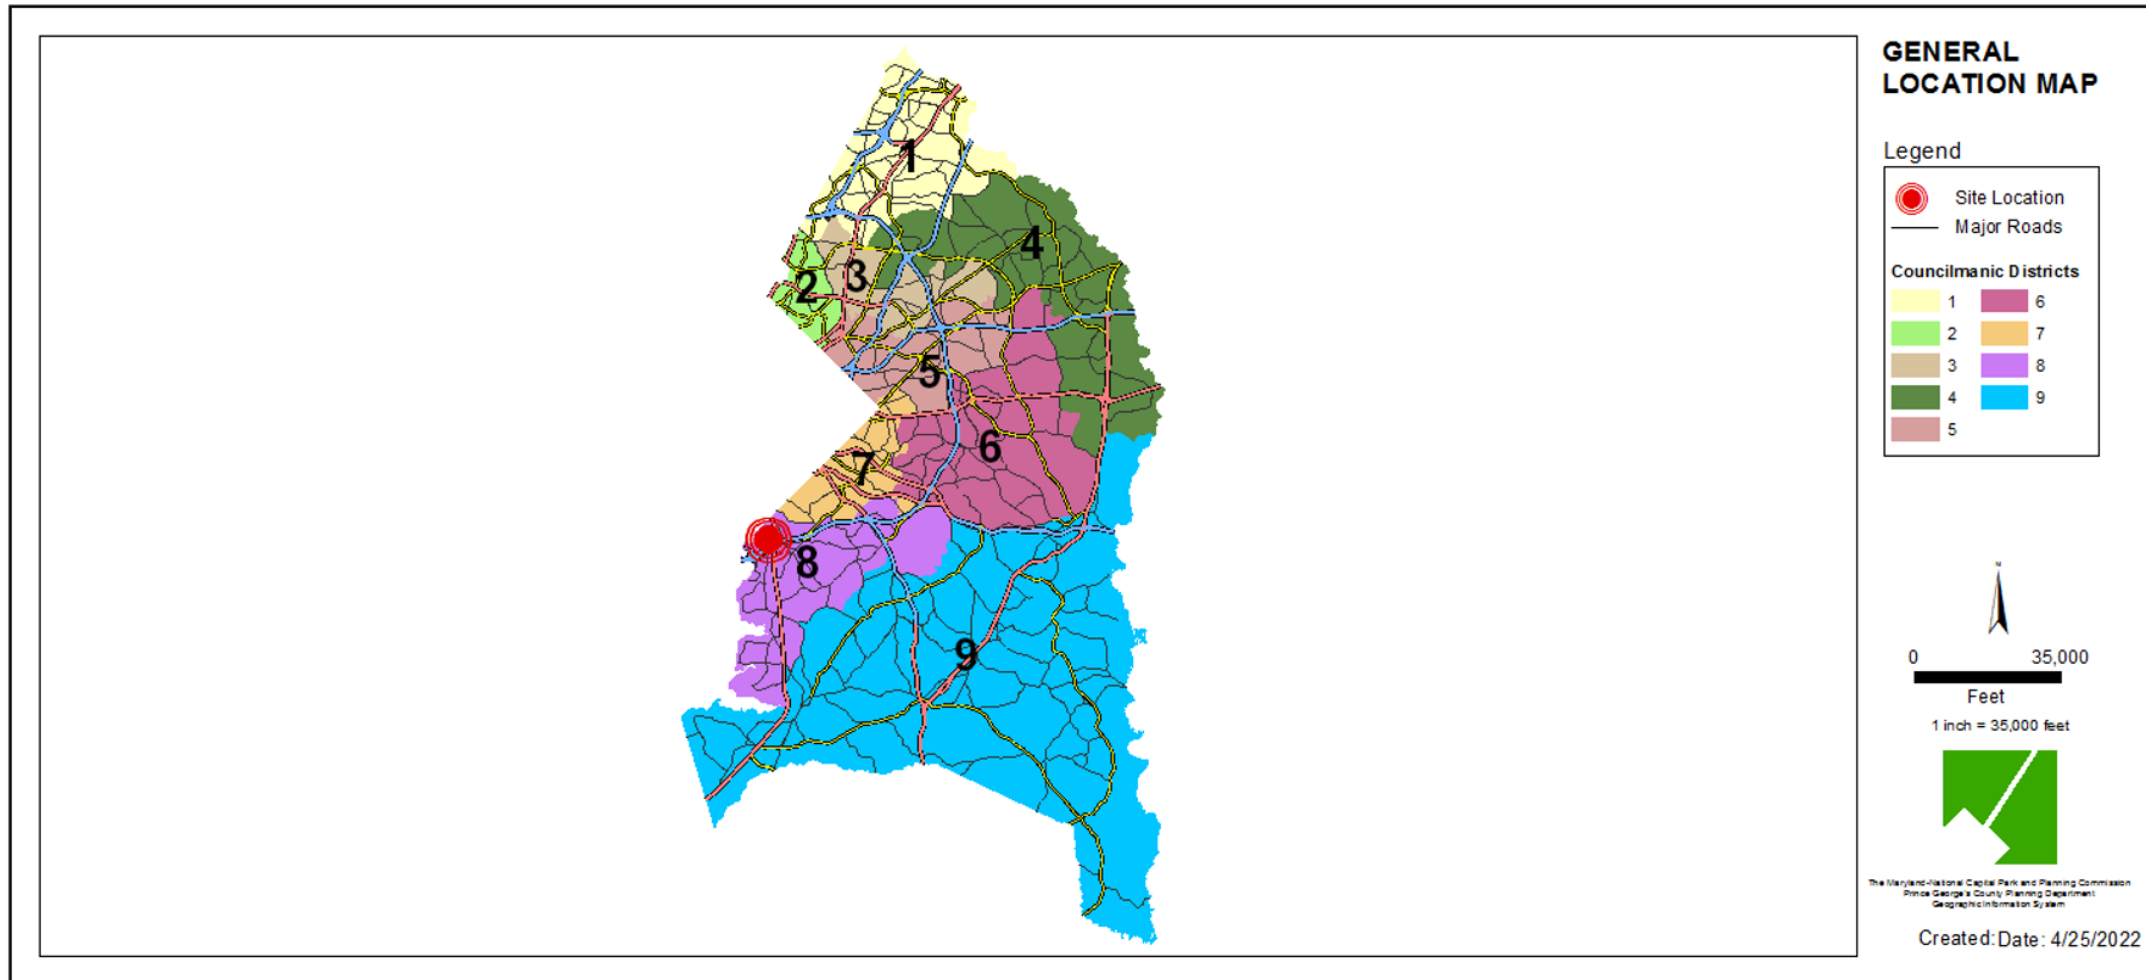 GENERAL
LOCATION MAP
Legend
Site Location
Major Roads
Councilmanic Districts
1 6
2 7
3 8
4 9
5
1
2
3
4
5
6
7
8
9
N
0 35,000
Feet
1 inch = 35,000 feet
The Maryland-National Capital Park and Planning Commission
Prince George's County Planning Department
Geographic Information System
Created: Date: 4/25/2022